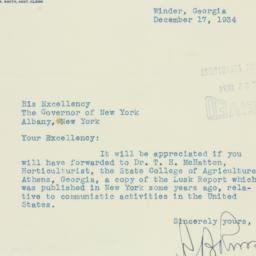 SMITH, ASST. CLERK
Winder, Georgia
December 17, 1934
His Excellency
The Governor of New York
Albany, New York
Your Excellency:
It will be appreciated if you
will have forwarded to Dr. T. H. McHatton,
Horticulturist, the State College of Agriculture
Athens, Georgia, a copy of the Lusk Report which
was published in New York some years ago, rela-
tive to communistic activities in the United
States.
Sincerely yours,